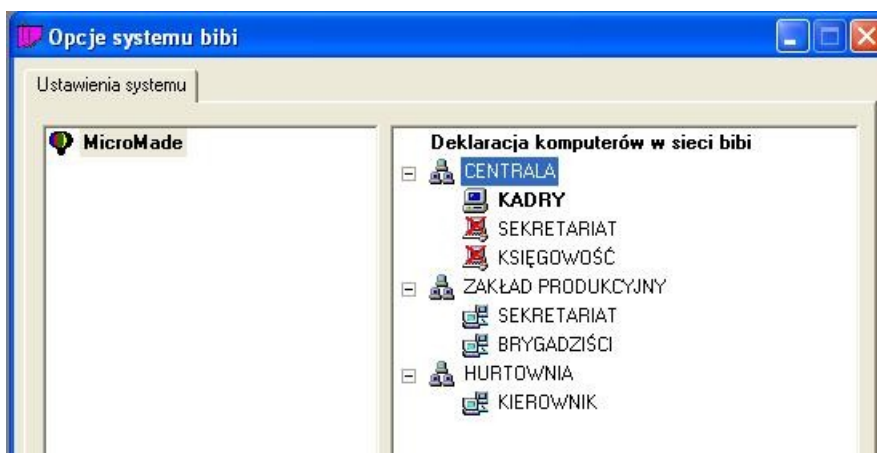 Opcje systemu bibi
Ustawienia systemu
MicroMade
Deklaracja komputerów w sieci bibi
CENTRALA
KADRY
SEKRETARIAT
KSIĘGOWOŚĆ
ZAKŁAD PRODUKCYJNY
SEKRETARIAT
BRYGADZIŚCI
HURTOWNIA
KIEROWNIK